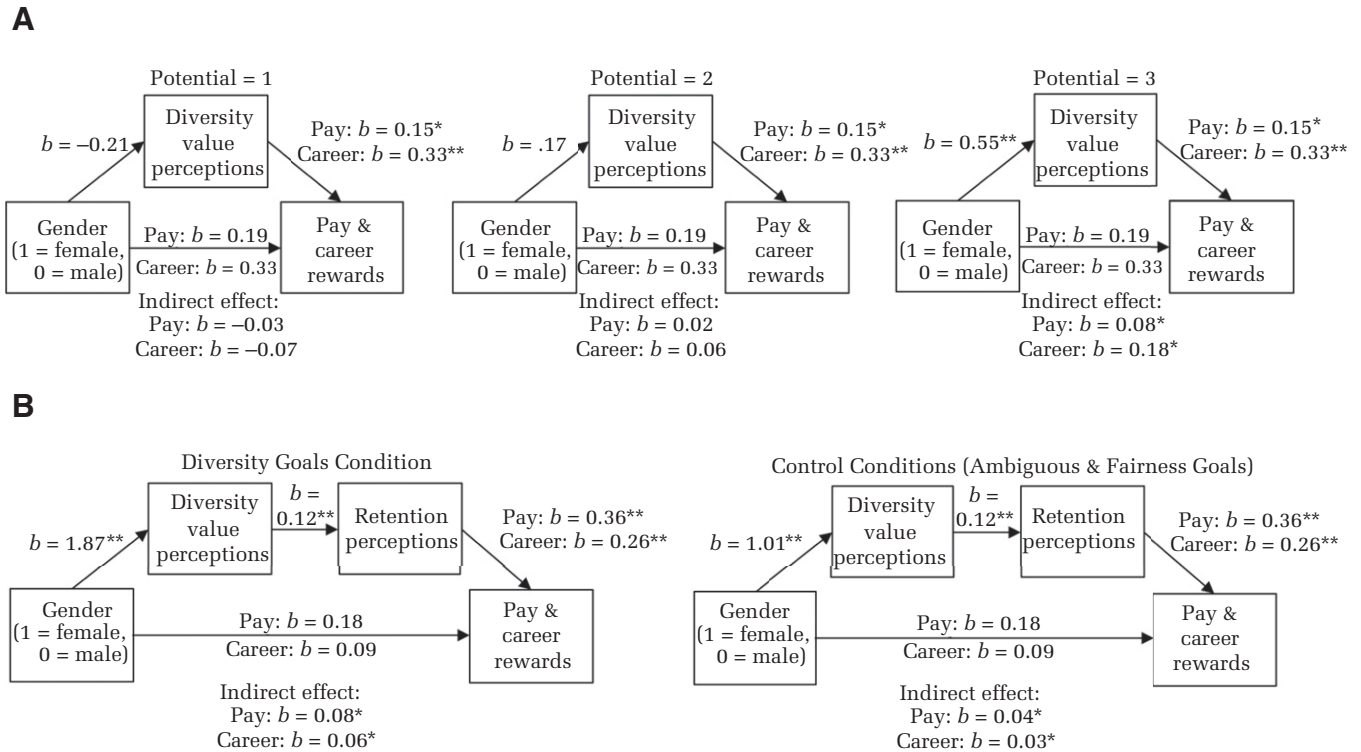 A
Potential = 1
Diversity
value
perceptions
b = –0.21
Pay: b = 0.15*
Career: b = 0.33**
Gender
(1 = female,
0 = male)
Pay: b = 0.19
Career: b = 0.33
Pay &
career
rewards
Indirect effect:
Pay: b = –0.03
Career: b = –0.07
Potential = 2
Diversity
value
perceptions
b = .17
Pay: b = 0.15*
Career: b = 0.33**
Gender
(1 = female,
0 = male)
Pay: b = 0.19
Career: b = 0.33
Pay &
career
rewards
Indirect effect:
Pay: b = 0.02
Career: b = 0.06
Potential = 3
Diversity
value
perceptions
b = 0.55**
Pay: b = 0.15*
Career: b = 0.33**
Gender
(1 = female,
0 = male)
Pay: b = 0.19
Career: b = 0.33
Pay &
career
rewards
Indirect effect:
Pay: b = 0.08*
Career: b = 0.18*
B
Diversity Goals Condition
Diversity
value
perceptions
b =
0.12**
Retention
perceptions
b = 1.87**
Pay: b = 0.36**
Career: b = 0.26**
Gender
(1 = female,
0 = male)
Pay: b = 0.18
Career: b = 0.09
Pay &
career
rewards
Indirect effect:
Pay: b = 0.08*
Career: b = 0.06*
Control Conditions (Ambiguous & Fairness Goals)
Diversity
value
perceptions
b =
0.12**
Retention
perceptions
b = 1.01**
Pay: b = 0.36**
Career: b = 0.26**
Gender
(1 = female,
0 = male)
Pay: b = 0.18
Career: b = 0.09
Pay &
career
rewards
Indirect effect:
Pay: b = 0.04*
Career: b = 0.03*